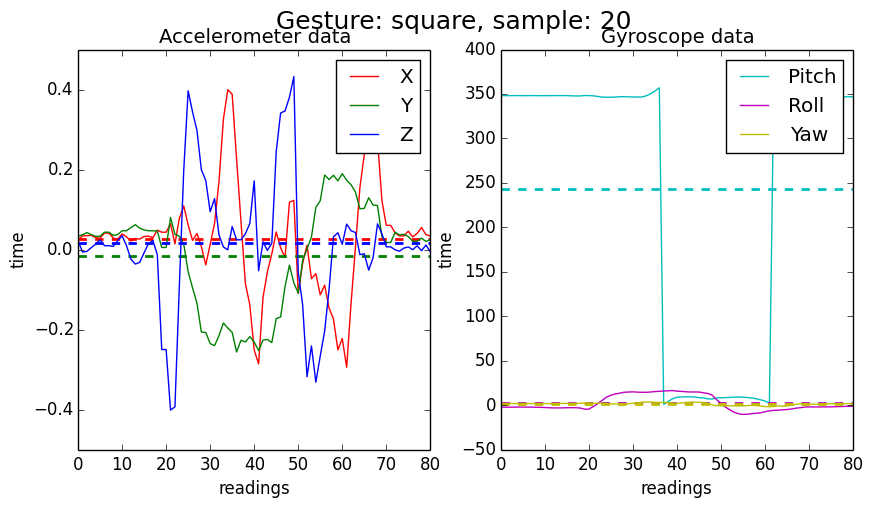 Gesture: square, sample: 20
Accelerometer data
X
Y
Z
0.4
0.2
0.0
−0.2
−0.4
time
0 10 20 30 40 50 60 70 80
readings
Gyroscope data
Pitch
Roll
Yaw
400
350
300
250
200
150
100
50
0
−50
time
0 10 20 30 40 50 60 70 80
readings